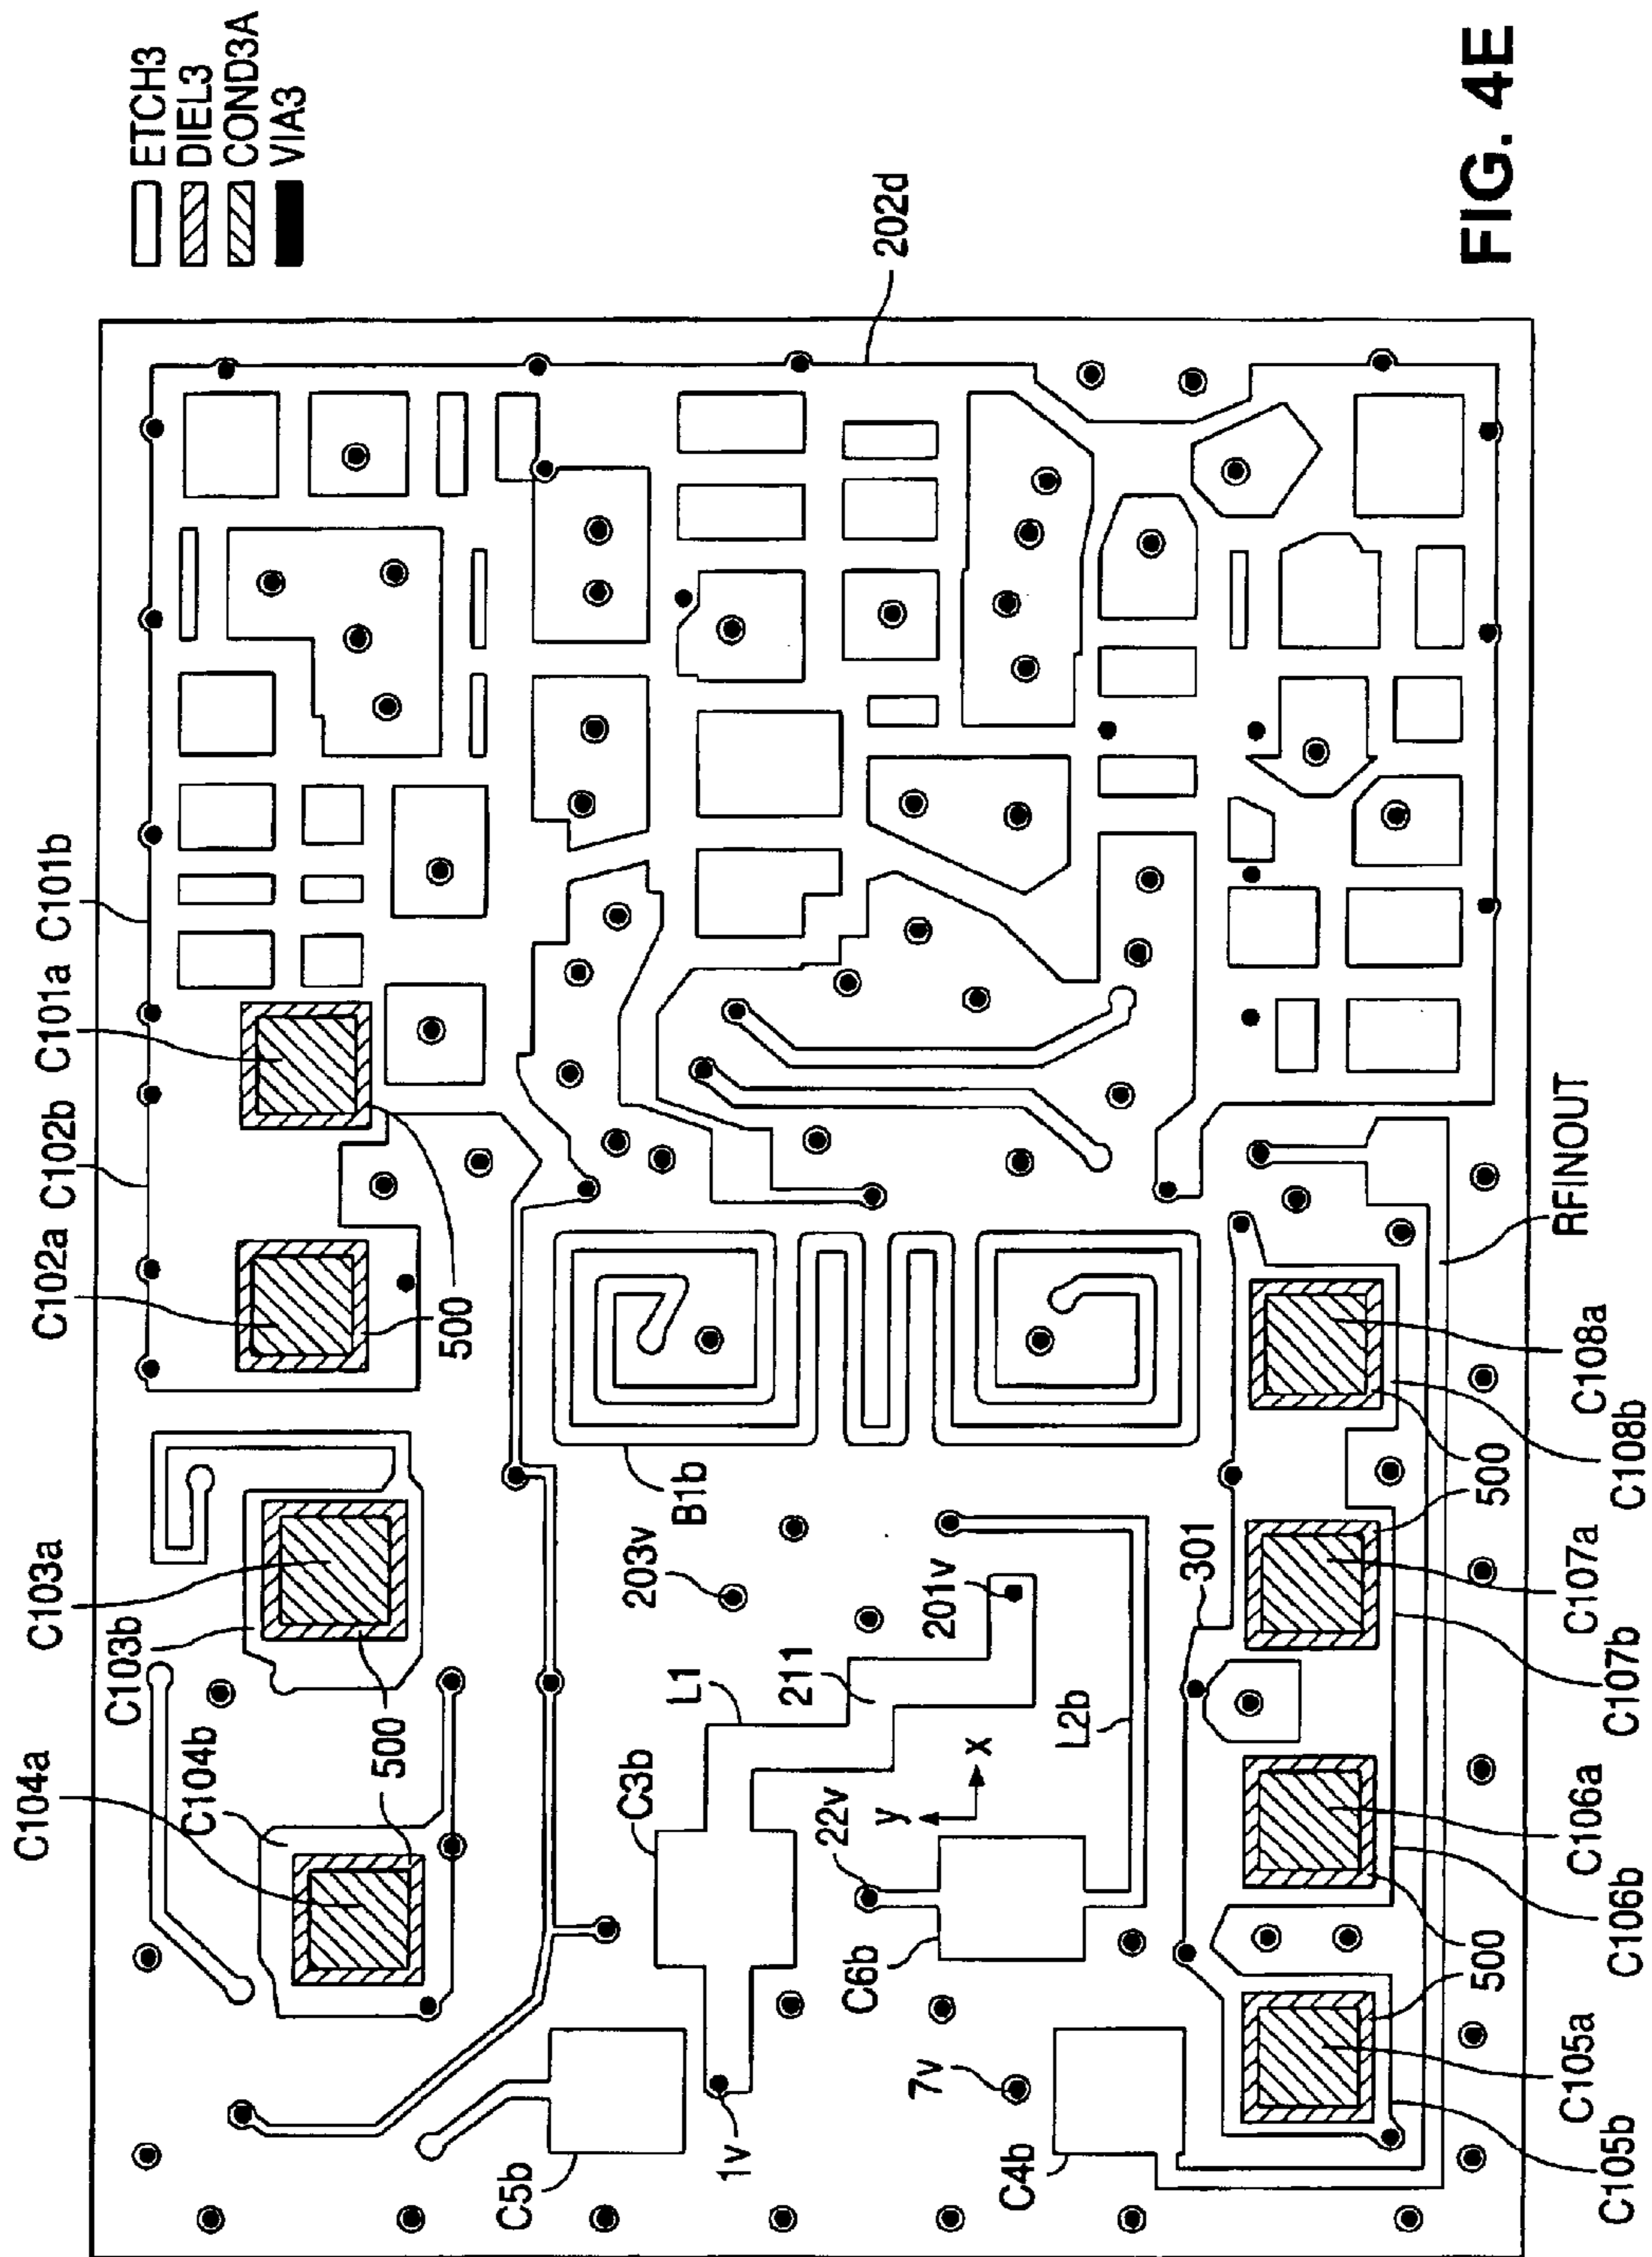 ETCH3
DIEL3
COND3A
VIA3
FIG. 4E
202d
C101b
C101a
C102b
C102a
500
C103a
C103b
C104a
C104b
500
B1b
203v
201v
211
L1
C3b
L2b
x
y
22v
C6b
C5b
1v
7v
C4b
301
RFINOUT
C108a
C108b
500
C107a
C107b
C106a
C106b
500
C105a
C105b